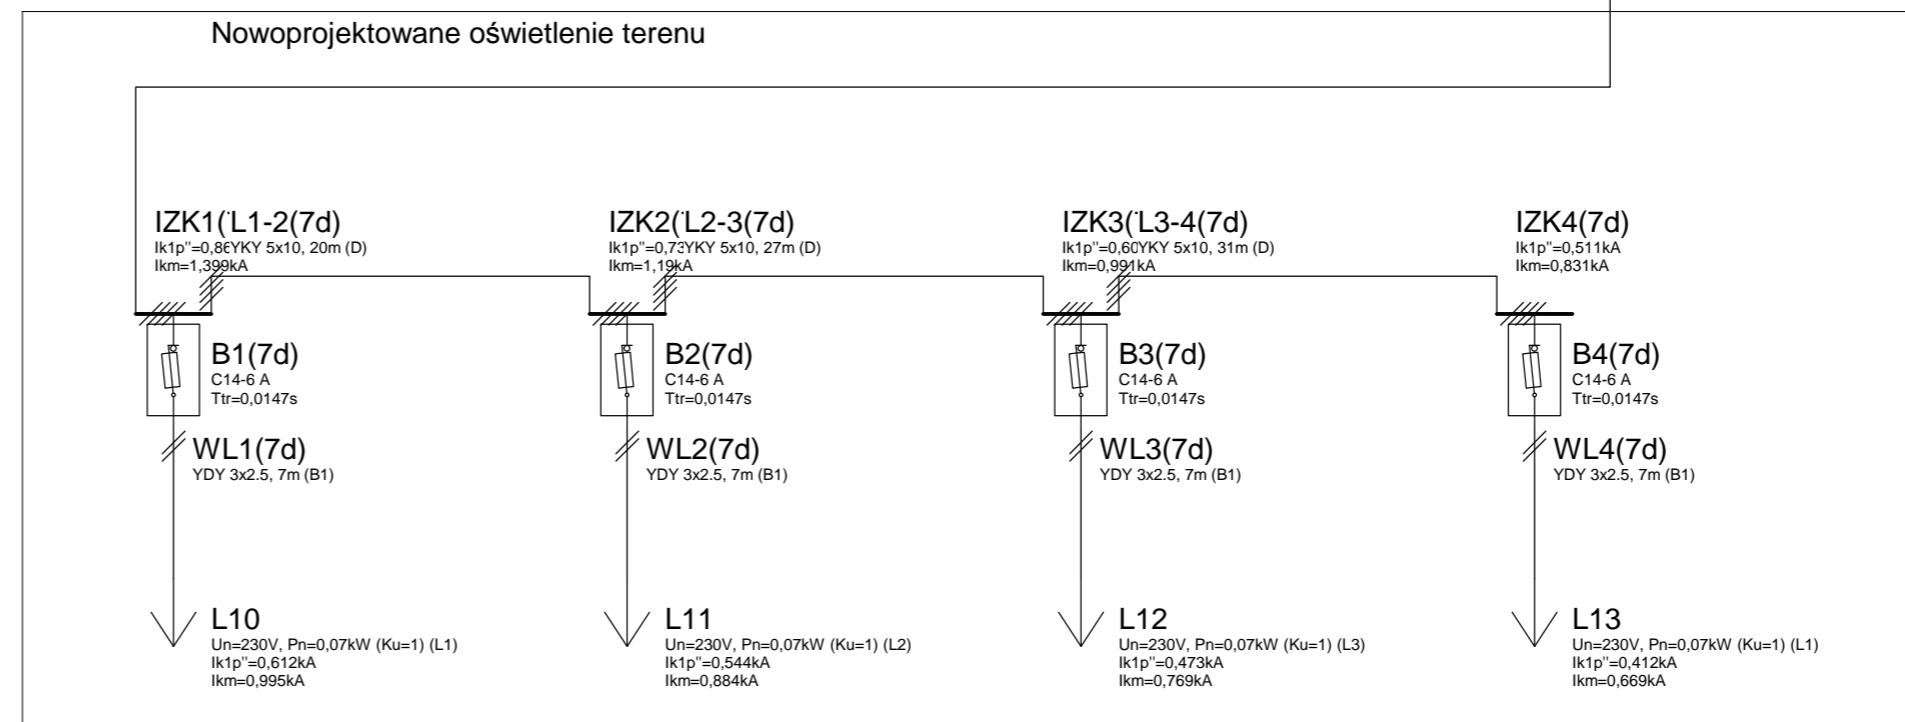 Nowoprojektowane oświetlenie terenu
IZK1( L1-2(7d)
Ik1p"=0,86 YKY 5x10, 20m (D)
Ikm=1,399kA
IZK2( L2-3(7d)
Ik1p"=0,73 YKY 5x10, 27m (D)
Ikm=1,19kA
IZK3( L3-4(7d)
Ik1p"=0,60 YKY 5x10, 31m (D)
Ikm=0,991kA
IZK4(7d)
Ik1p"=0,511kA
Ikm=0,831kA
B1(7d)
C14-6 A
Ttr=0,0147s
B2(7d)
C14-6 A
Ttr=0,0147s
B3(7d)
C14-6 A
Ttr=0,0147s
B4(7d)
C14-6 A
Ttr=0,0147s
WL1(7d)
YDY 3x2.5, 7m (B1)
WL2(7d)
YDY 3x2.5, 7m (B1)
WL3(7d)
YDY 3x2.5, 7m (B1)
WL4(7d)
YDY 3x2.5, 7m (B1)
L10
Un=230V, Pn=0,07kW (Ku=1) (L1)
Ik1p"=0,612kA
Ikm=0,995kA
L11
Un=230V, Pn=0,07kW (Ku=1) (L2)
Ik1p"=0,544kA
Ikm=0,884kA
L12
Un=230V, Pn=0,07kW (Ku=1) (L3)
Ik1p"=0,473kA
Ikm=0,769kA
L13
Un=230V, Pn=0,07kW (Ku=1) (L1)
Ik1p"=0,412kA
Ikm=0,669kA